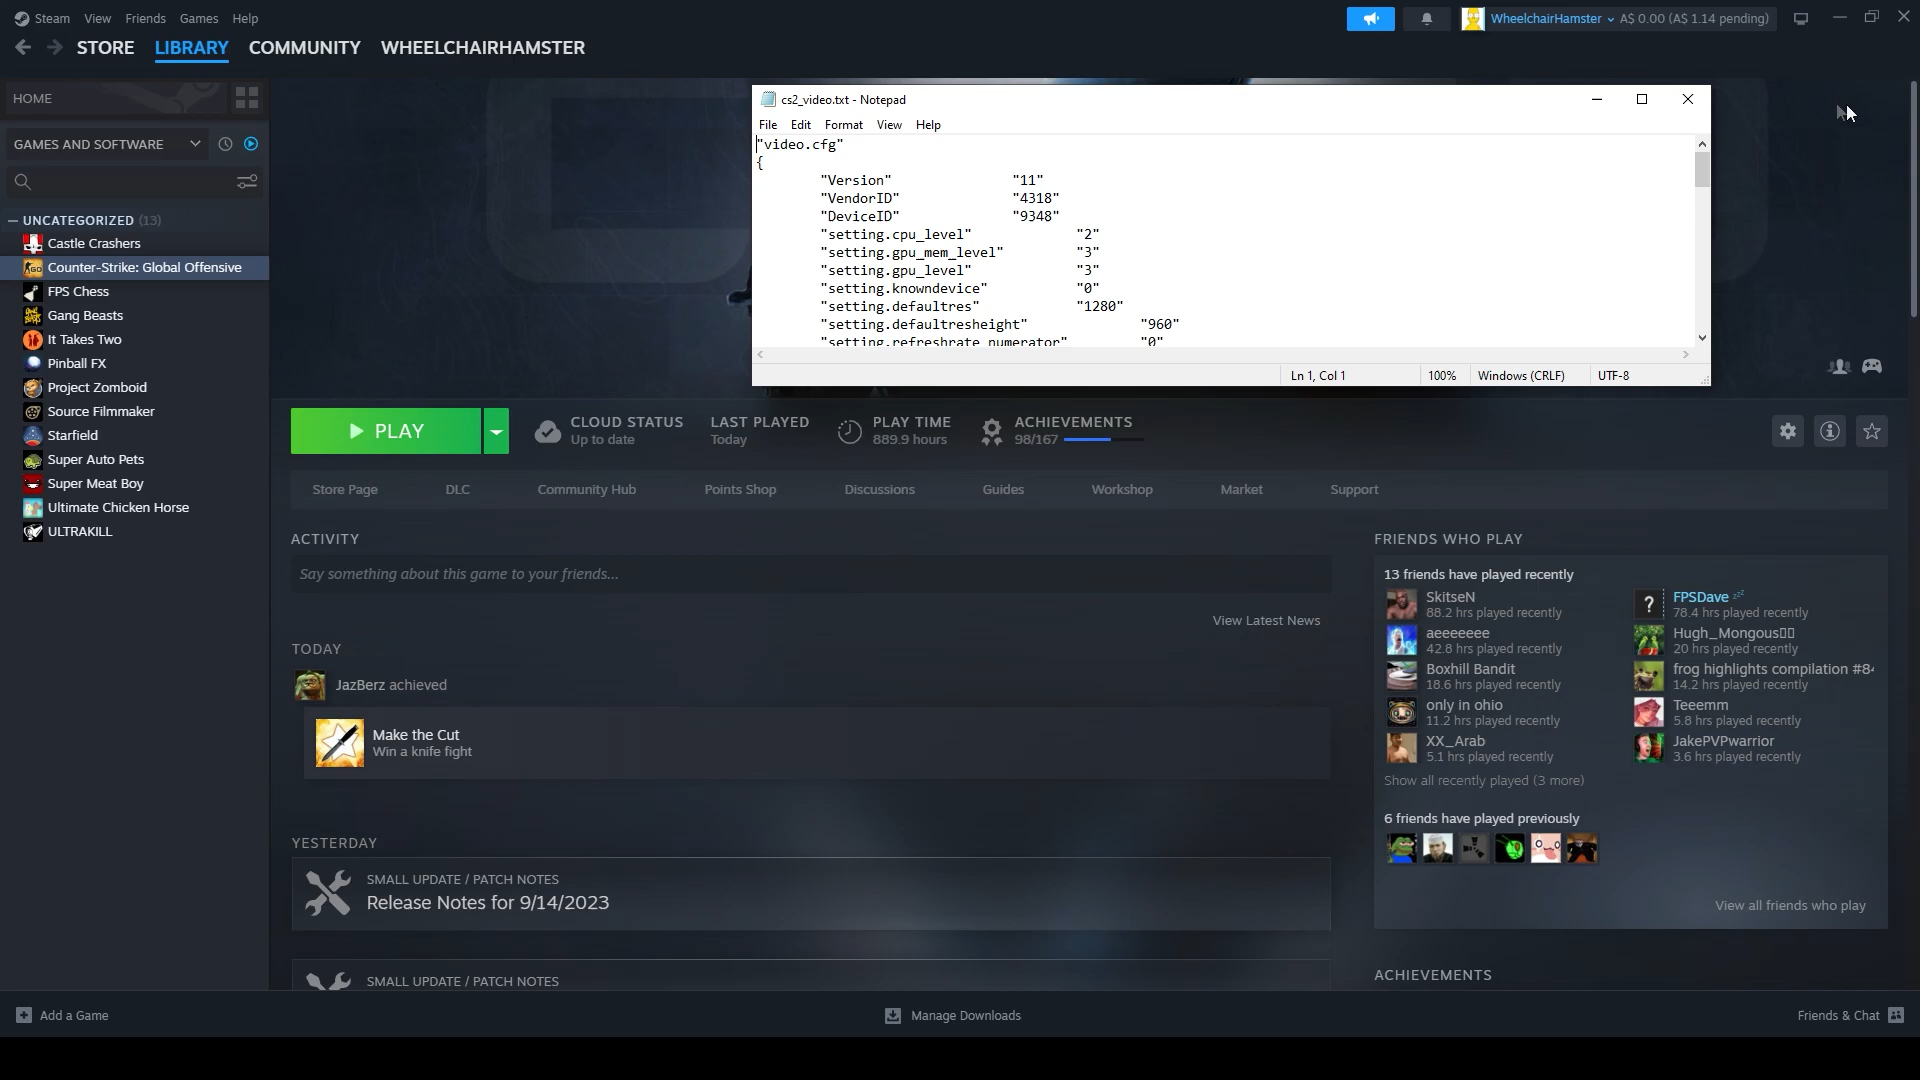 Steam View Friends Games Help
WheelchairHamster A$ 0.00 (A$ 1.14 pending)
STORE LIBRARY COMMUNITY WHEELCHAIRHAMSTER
HOME
GAMES AND SOFTWARE
UNCATEGORIZED (13)
Castle Crashers
Counter-Strike: Global Offensive
FPS Chess
Gang Beasts
It Takes Two
Pinball FX
Project Zomboid
Source Filmmaker
Starfield
Super Auto Pets
Super Meat Boy
Ultimate Chicken Horse
ULTRAKILL
cs2_video.txt - Notepad
File Edit Format View Help
"video.cfg"
{
"Version" "11"
"VendorID" "4318"
"DeviceID" "9348"
"setting.cpu_level" "2"
"setting.gpu_mem_level" "3"
"setting.gpu_level" "3"
"setting.knowndevice" "0"
"setting.defaultres" "1280"
"setting.defaultresheight" "960"
"setting.refreshrate_numerator" "0"
Ln 1, Col 1 100% Windows (CRLF) UTF-8
PLAY
CLOUD STATUS
Up to date
LAST PLAYED
Today
PLAY TIME
889.9 hours
ACHIEVEMENTS
98/167
Store Page DLC Community Hub Points Shop Discussions Guides Workshop Market Support
ACTIVITY
Say something about this game to your friends...
View Latest News
TODAY
JazBerz achieved
Make the Cut
Win a knife fight
YESTERDAY
SMALL UPDATE / PATCH NOTES
Release Notes for 9/14/2023
SMALL UPDATE / PATCH NOTES
FRIENDS WHO PLAY
13 friends have played recently
SkitseN
88.2 hrs played recently
?
FPSDave zzz
78.4 hrs played recently
aeeeeeee
42.8 hrs played recently
Hugh_Mongous
20 hrs played recently
Boxhill Bandit
18.6 hrs played recently
frog highlights compilation #84
14.2 hrs played recently
only in ohio
11.2 hrs played recently
Teeemm
5.8 hrs played recently
XX_Arab
5.1 hrs played recently
JakePVPwarrior
3.6 hrs played recently
Show all recently played (3 more)
6 friends have played previously
View all friends who play
ACHIEVEMENTS
Add a Game
Manage Downloads
Friends & Chat